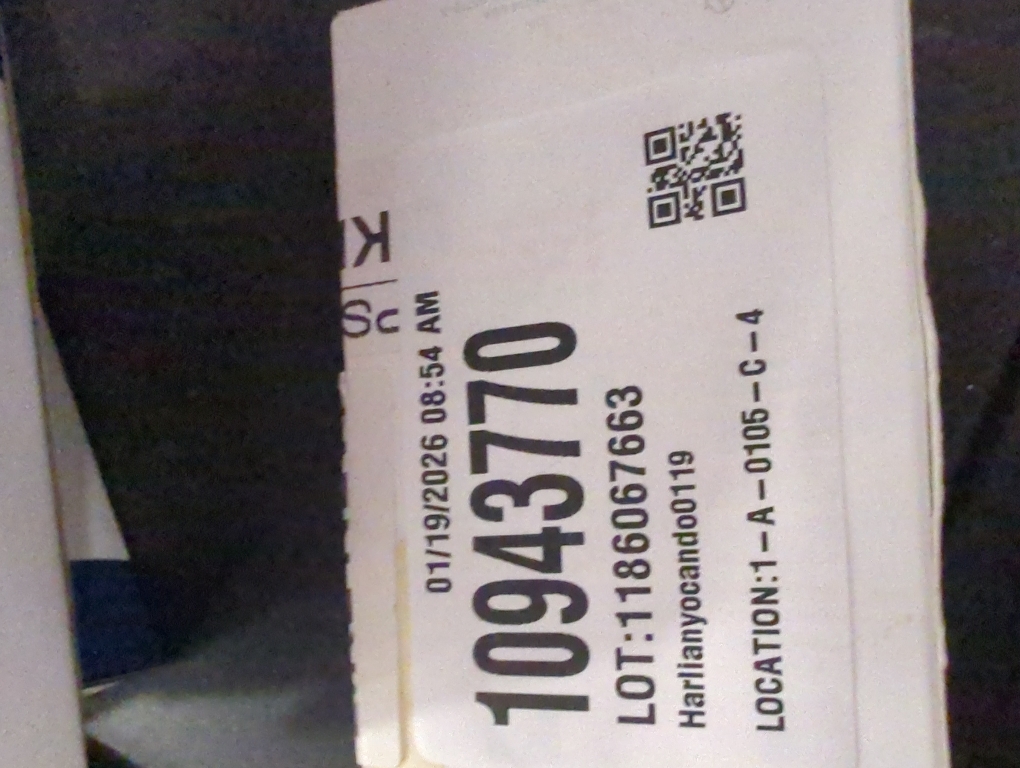 01/19/2026 08:54 AM
10943770
LOT:1186067663
Harlianyocando0119
LOCATION:1-A-0105-C-4